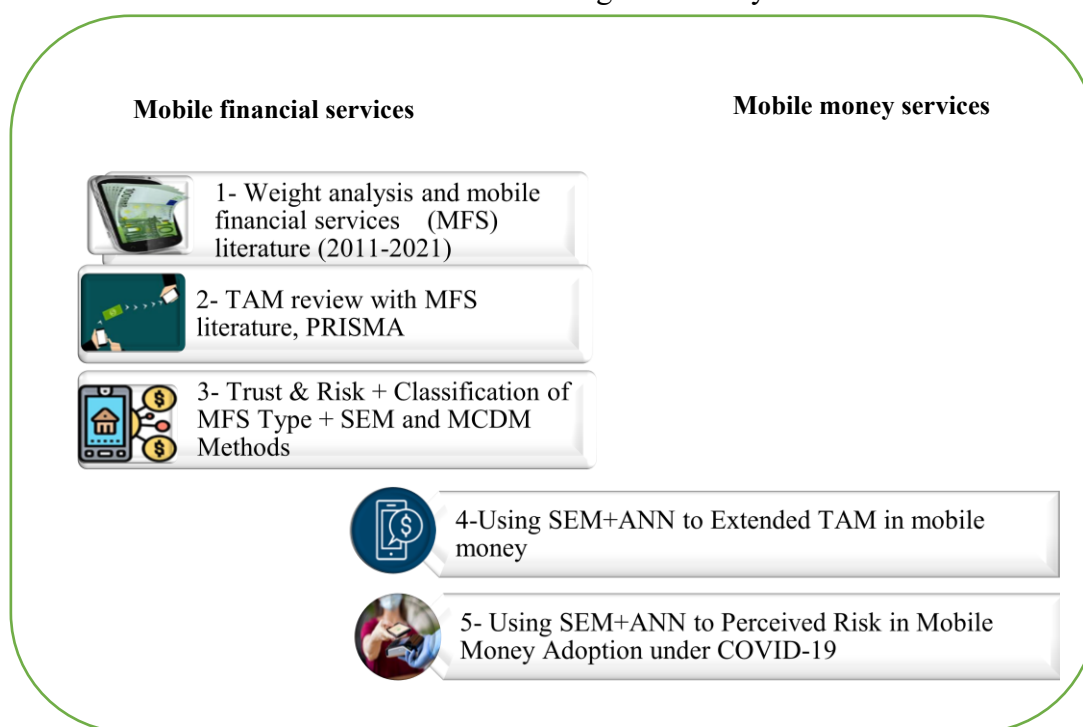 Mobile financial services
Mobile money services
1- Weight analysis and mobile
financial services (MFS)
literature (2011-2021)
2- TAM review with MFS
literature, PRISMA
3- Trust & Risk + Classification of
MFS Type + SEM and MCDM
Methods
4-Using SEM+ANN to Extended TAM in mobile
money
5- Using SEM+ANN to Perceived Risk in Mobile
Money Adoption under COVID-19